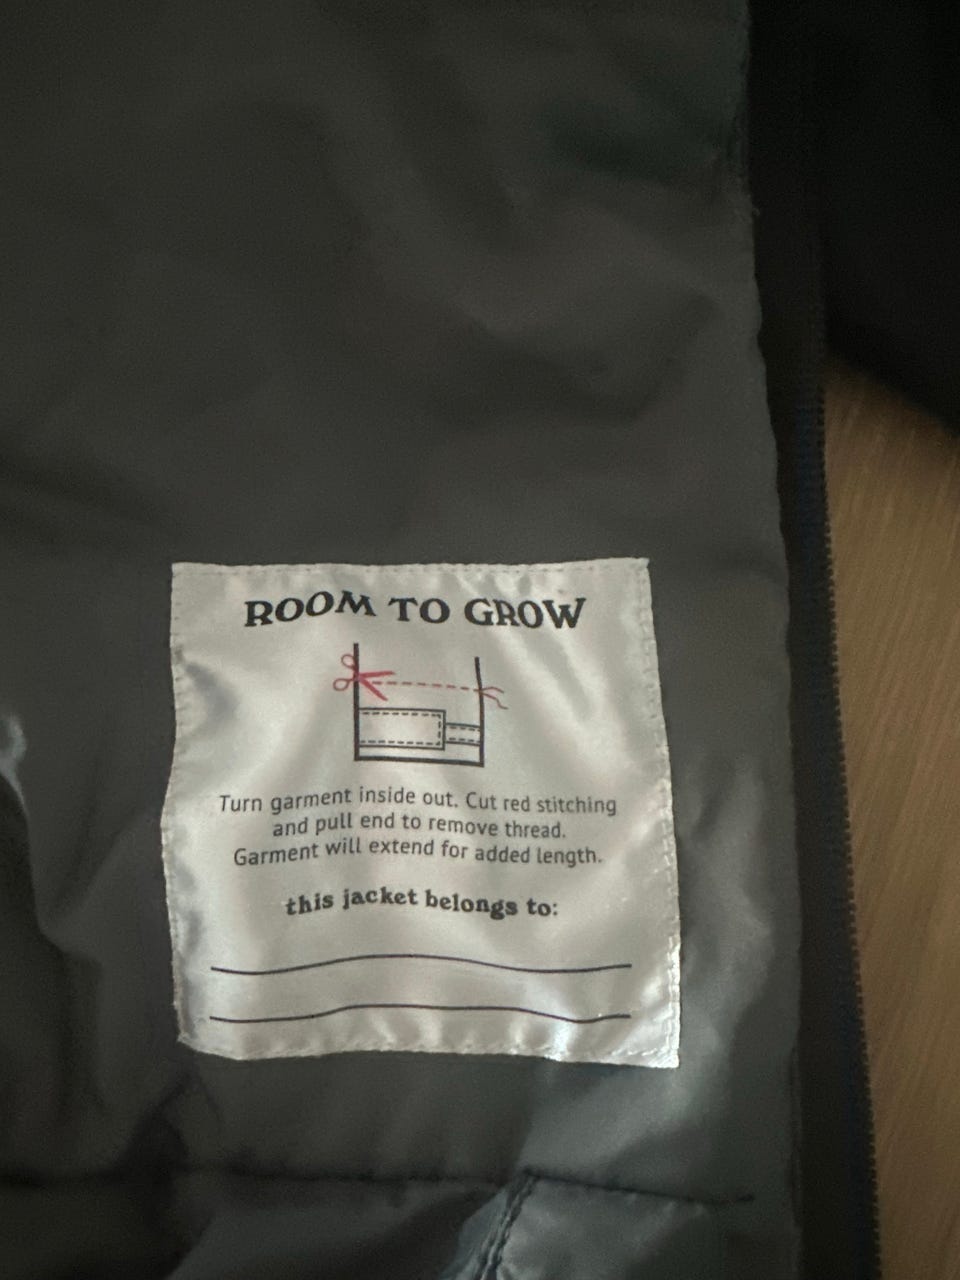 ROOM TO GROW
Turn garment inside out. Cut red stitching
and pull end to remove thread.
Garment will extend for added length.
this jacket belongs to: